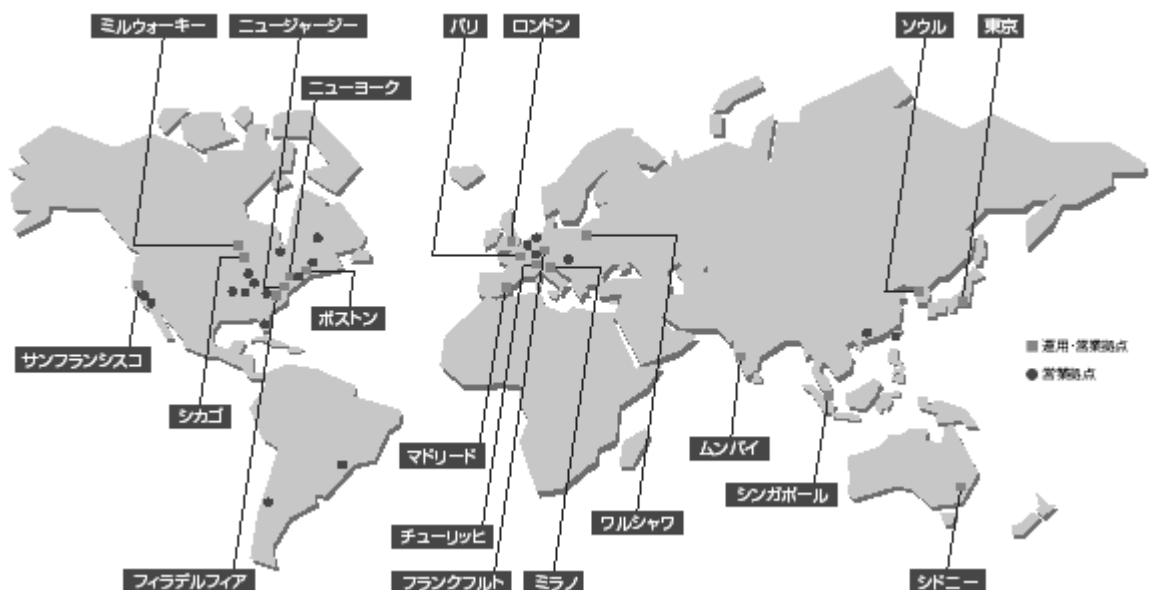 ミルウォーキー
ニュージャージー
パリ
ロンドン
ソウル
東京
ニューヨーク
ボストン
サンフランシスコ
■ 運用・営業拠点
● 営業拠点
シカゴ
マドリード
ムンバイ
シンガポール
ワルシャワ
チューリッヒ
フィラデルフィア
フランクフルト
ミラノ
シドニー